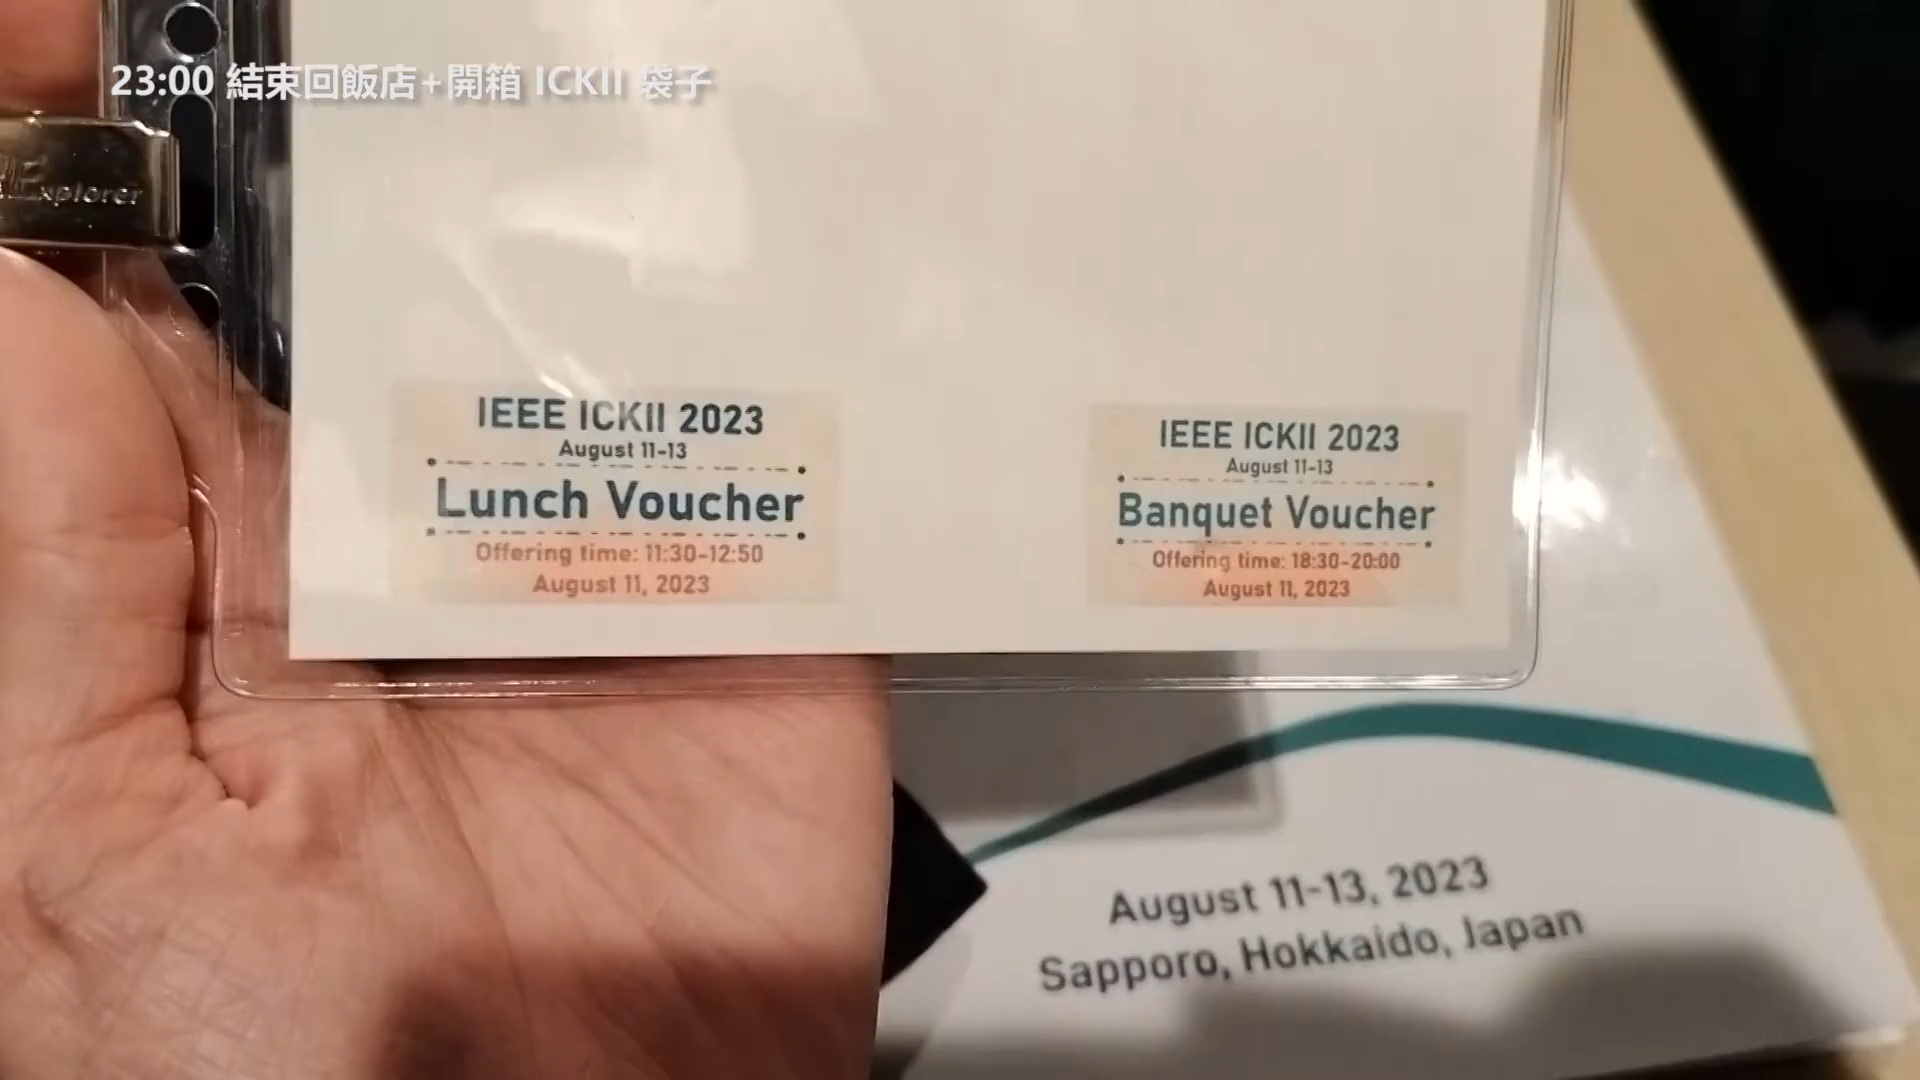 23:00 結束回飯店+開箱 ICKII 袋子
Explorer
IEEE ICKII 2023
August 11-13
Lunch Voucher
Offering time: 11:30-12:50
August 11, 2023
IEEE ICKII 2023
August 11-13
Banquet Voucher
Offering time: 18:30-20:00
August 11, 2023
August 11-13, 2023
Sapporo, Hokkaido, Japan